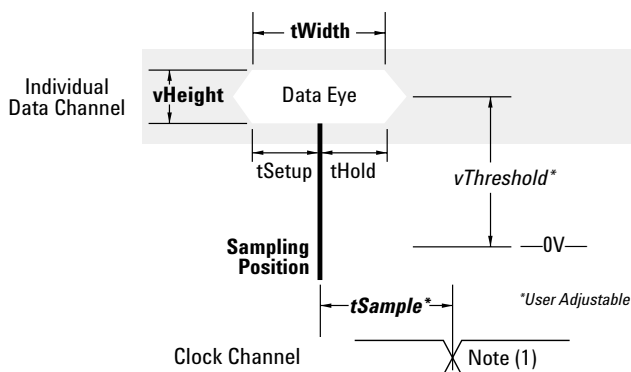 tWidth
Individual
Data Channel
vHeight
Data Eye
tSetup
tHold
vThreshold*
Sampling
Position
0V
tSample*
*User Adjustable
Clock Channel
Note (1)